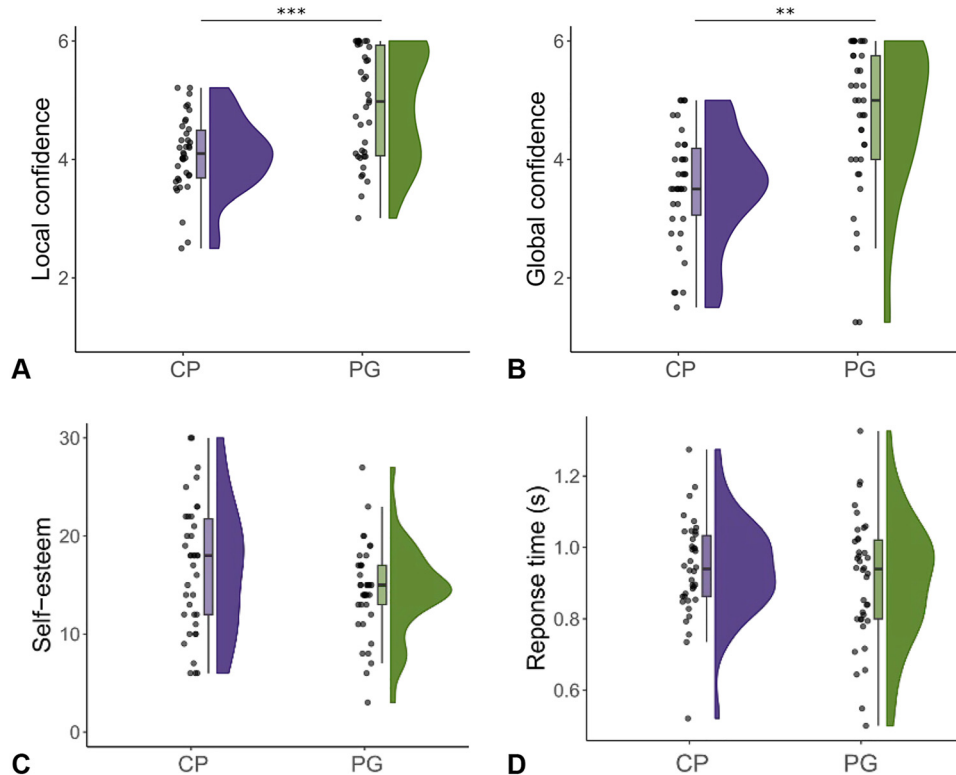 ***
Local confidence
6
4
2
CP PG
A
**
Global confidence
6
4
2
CP PG
B
Self-esteem
30
20
10
0
CP PG
C
Reponse time (s)
1.2
1.0
0.8
0.6
CP PG
D